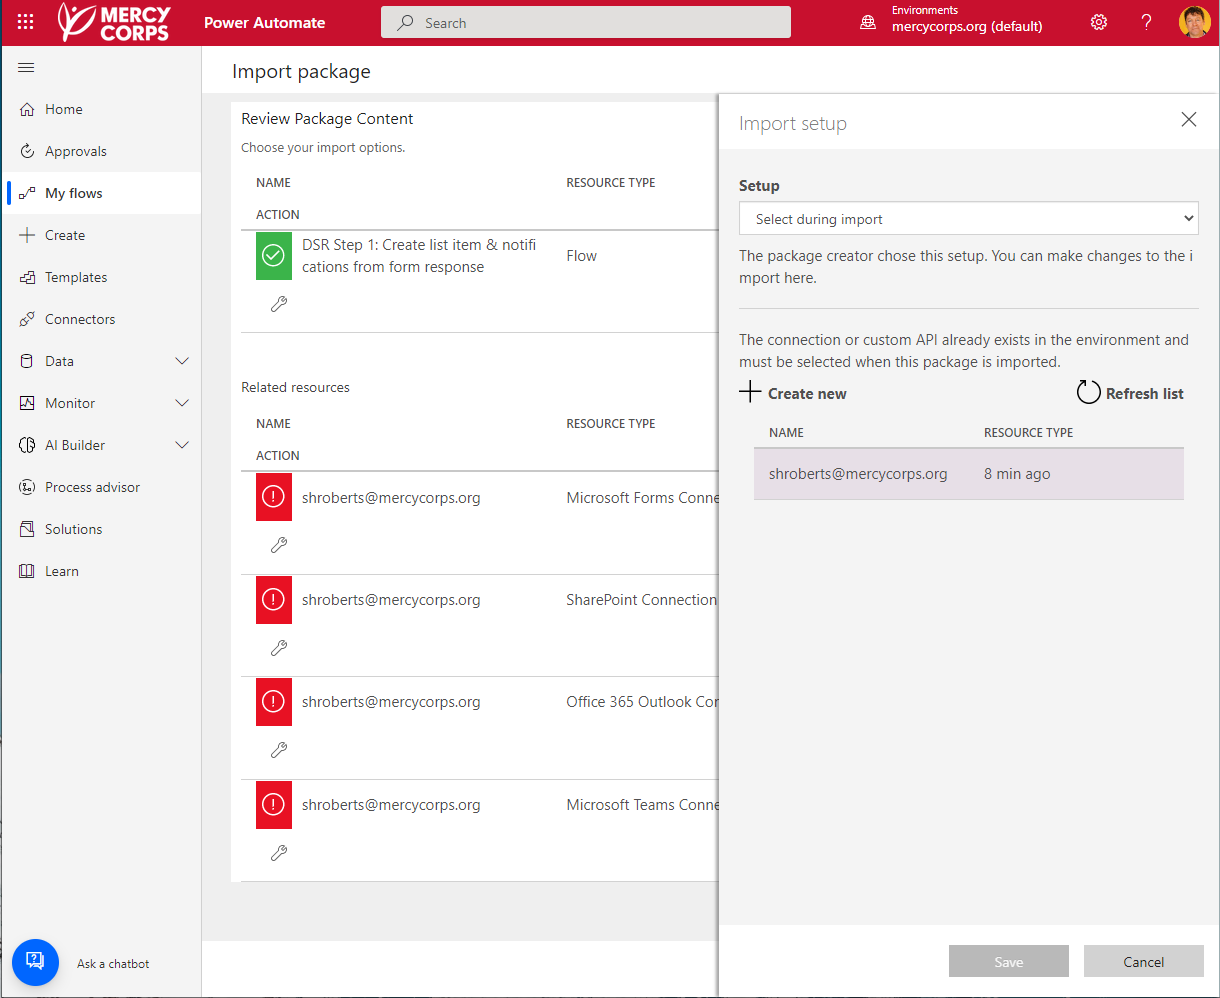 MERCY
CORPS
Power Automate
Search
Environments
mercycorps.org (default)
?
Home
Approvals
My flows
Create
Templates
Connectors
Data
Monitor
AI Builder
Process advisor
Solutions
Learn
Ask a chatbot
Import package
Review Package Content
Choose your import options.
NAME RESOURCE TYPE
ACTION
DSR Step 1: Create list item & notifi
cations from form response
Flow
Related resources
NAME RESOURCE TYPE
ACTION
shroberts@mercycorps.org Microsoft Forms Conne
shroberts@mercycorps.org SharePoint Connection
shroberts@mercycorps.org Office 365 Outlook Cor
shroberts@mercycorps.org Microsoft Teams Conne
Import setup
Setup
Select during import
The package creator chose this setup. You can make changes to the i
mport here.
The connection or custom API already exists in the environment and
must be selected when this package is imported.
Create new Refresh list
NAME RESOURCE TYPE
shroberts@mercycorps.org 8 min ago
Save Cancel